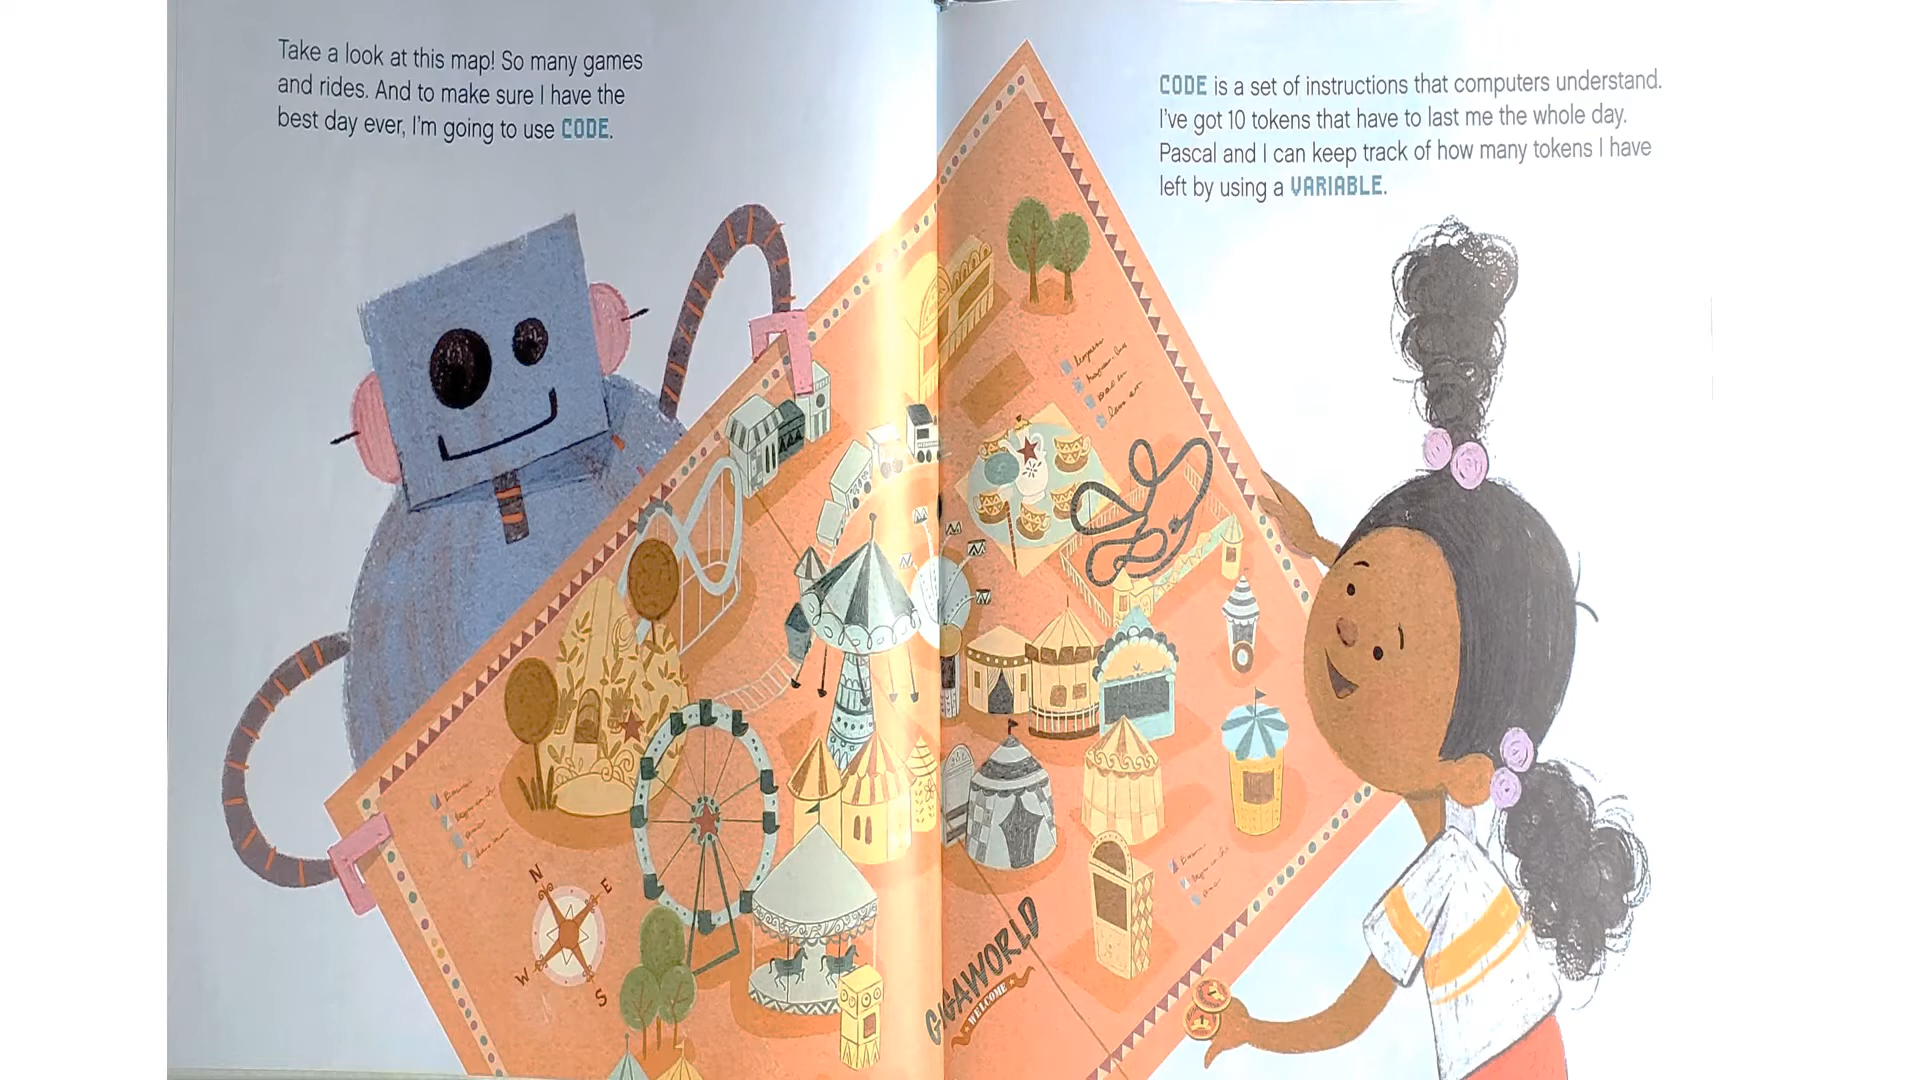 Take a look at this map! So many games
and rides. And to make sure I have the
best day ever, I'm going to use CODE.
CODE is a set of instructions that computers understand.
I've got 10 tokens that have to last me the whole day.
Pascal and I can keep track of how many tokens I have
left by using a VARIABLE.
N
E
W
S
GIGAWORLD
WELCOME